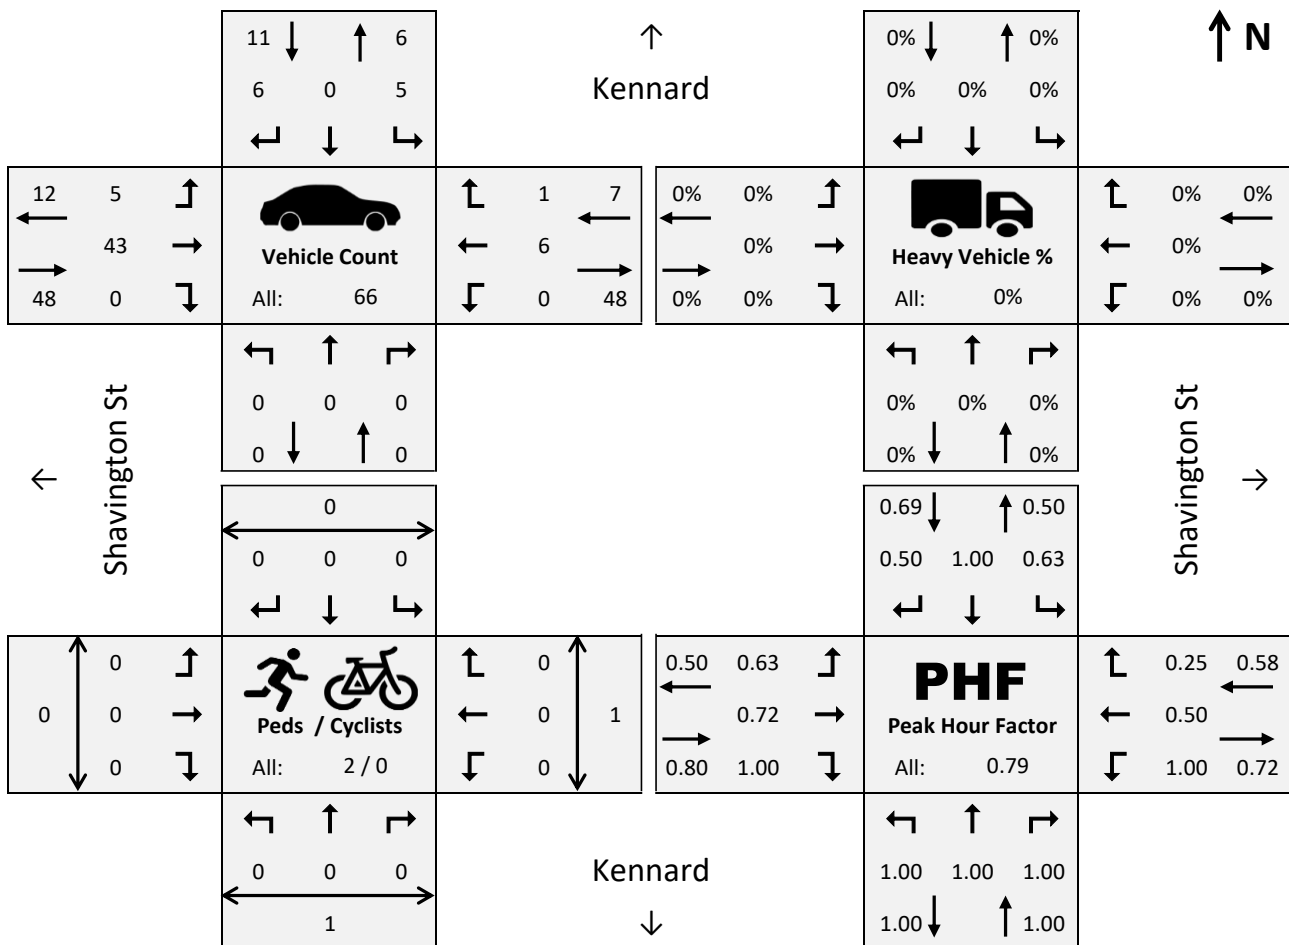 11 6 0% 0% N
Kennard
6 0 5 0% 0% 0%
12 5 1 7 0% 0% 0% 0%
43 6 0% 0%
Vehicle Count Heavy Vehicle %
48 0 All: 66 0 48 0% 0% All: 0% 0% 0%
0 0 0 0% 0% 0%
0 0 0% 0%
Shavington St Shavington St
0 0.69 0.50
0 0 0 0.50 1.00 0.63
0 0 0.50 0.63 0.25 0.58
PHF
0 0 0 1 0.72 0.50
Peds / Cyclists Peak Hour Factor
0 All: 2 / 0 0 0.80 1.00 All: 0.79 1.00 0.72
0 0 0 Kennard 1.00 1.00 1.00
1 1.00 1.00